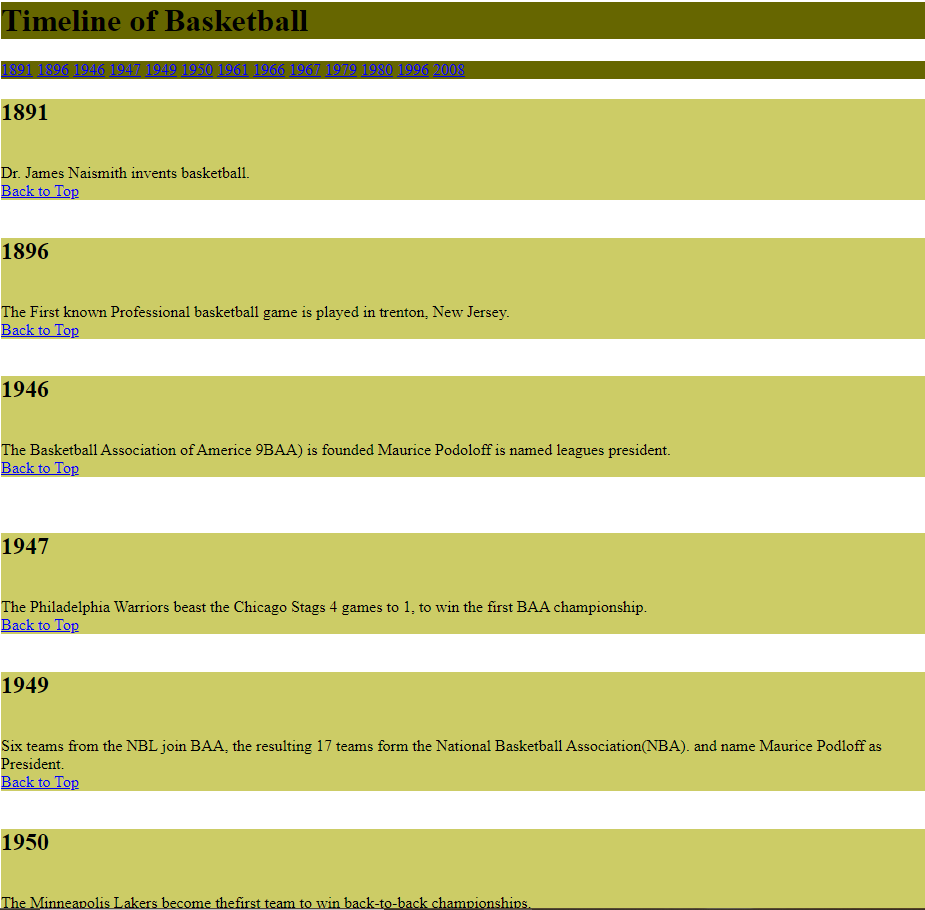 Timeline of Basketball
1891 1896 1946 1947 1949 1950 1961 1966 1967 1979 1980 1996 2008
1891
Dr. James Naismith invents basketball.
Back to Top
1896
The First known Professional basketball game is played in trenton, New Jersey.
Back to Top
1946
The Basketball Association of Americe 9BAA) is founded Maurice Podoloff is named leagues president.
Back to Top
1947
The Philadelphia Warriors beast the Chicago Stags 4 games to 1, to win the first BAA championship.
Back to Top
1949
Six teams from the NBL join BAA, the resulting 17 teams form the National Basketball Association(NBA). and name Maurice Podloff as
President.
Back to Top
1950
The Minneapolis Lakers become thefirst team to win back-to-back championships.